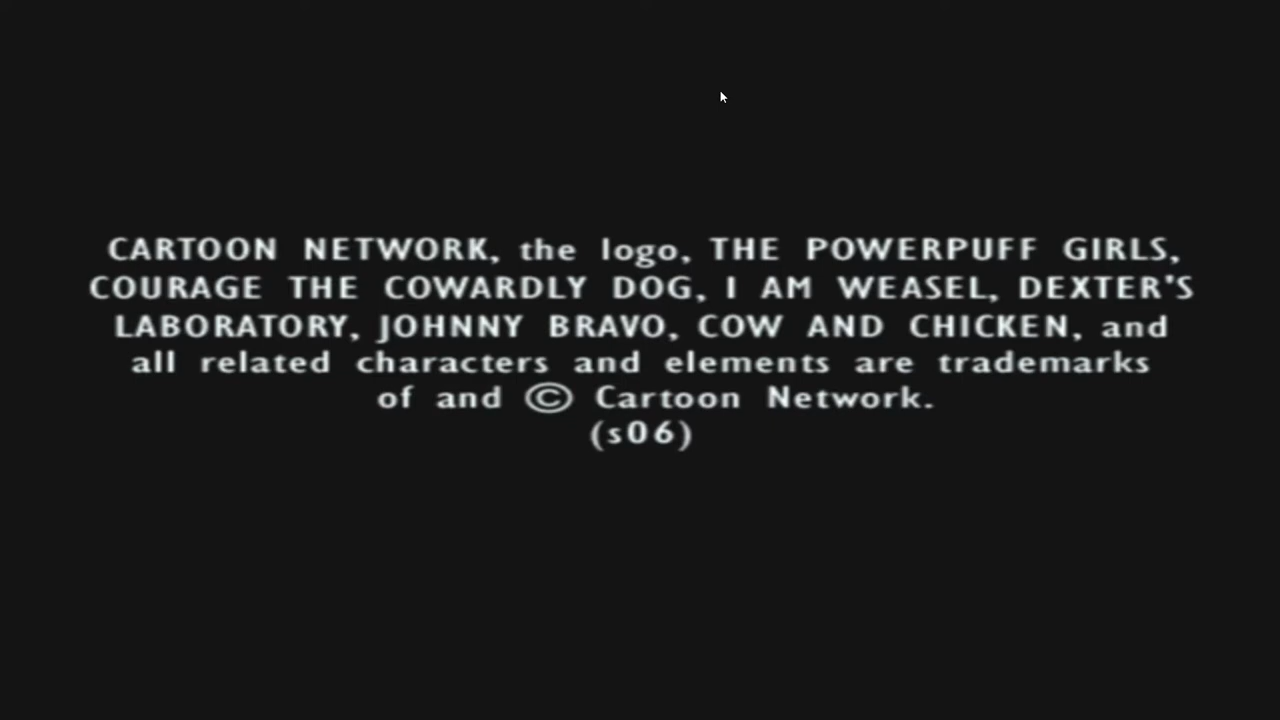 CARTOON NETWORK, the logo, THE POWERPUFF GIRLS,
COURAGE THE COWARDLY DOG, I AM WEASEL, DEXTER'S
LABORATORY, JOHNNY BRAVO, COW AND CHICKEN, and
all related characters and elements are trademarks
of and © Cartoon Network.
(s06)